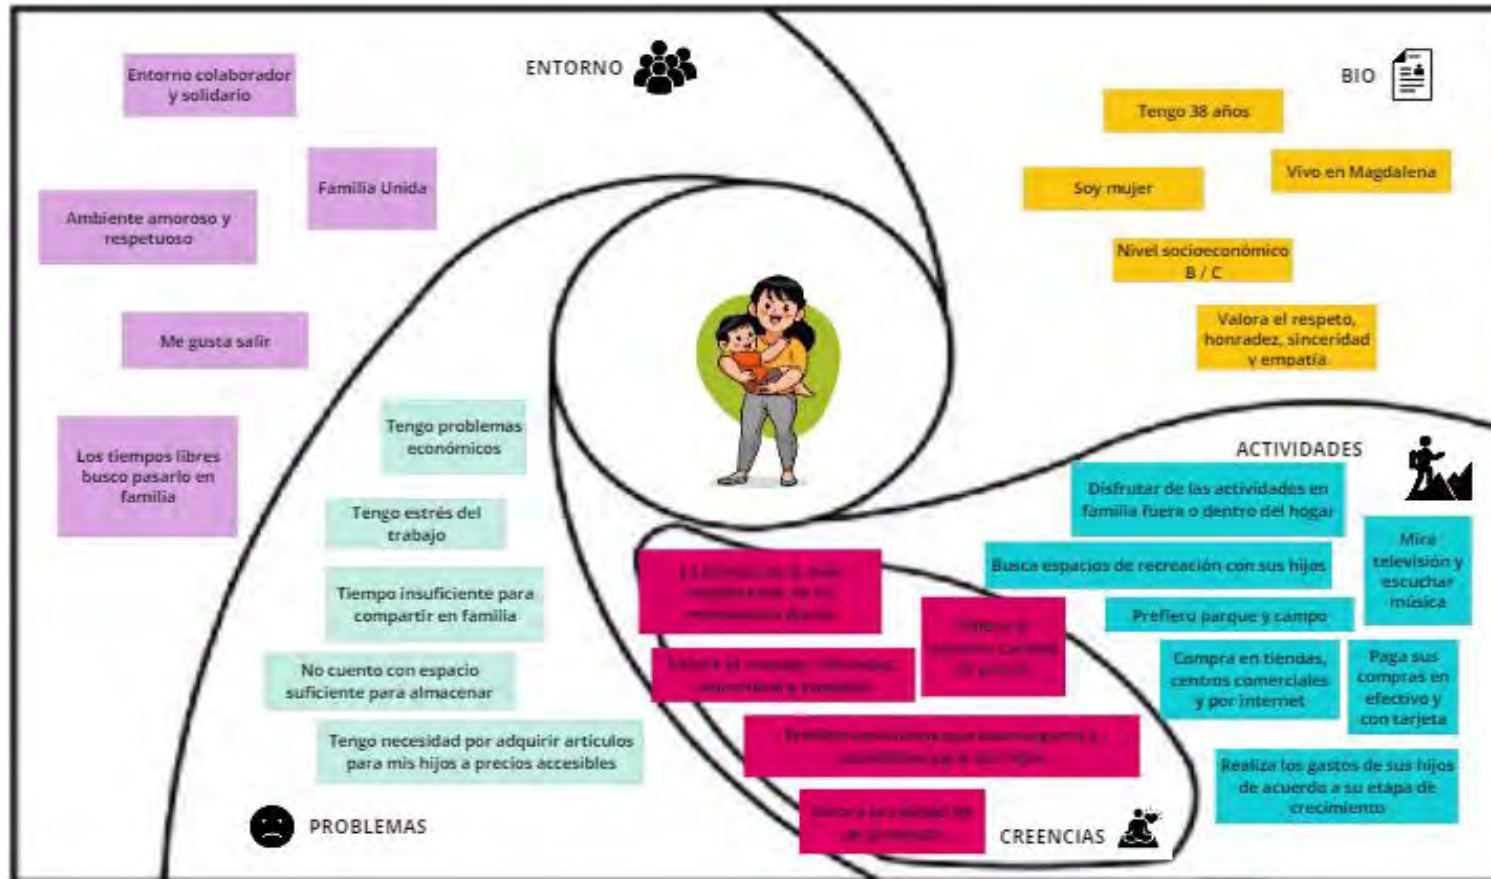 ENTORNO
Entorno colaborador
y solidario
Familia Unida
Ambiente amoroso y
respetuoso
Me gusta salir
Los tiempos libres
busco pasarlo en
familia
BIO
Tengo 38 años
Vivo en Magdalena
Soy mujer
Nivel socioeconómico
B / C
Valora el respeto,
honradez, sinceridad
y empatía
Tengo problemas
económicos
Tengo estrés del
trabajo
Tiempo insuficiente para
compartir en familia
No cuento con espacio
suficiente para almacenar
Tengo necesidad por adquirir artículos
para mis hijos a precios accesibles
PROBLEMAS
CREENCIAS
ACTIVIDADES
Disfrutar de las actividades en
familia fuera o dentro del hogar
Mira
televisión y
escuchar
música
Busca espacios de recreación con sus hijos
Prefiero parque y campo
Compra en tiendas,
centros comerciales
y por internet
Paga sus
compras en
efectivo y
con tarjeta
Realiza los gastos de sus hijos
de acuerdo a su etapa de
crecimiento